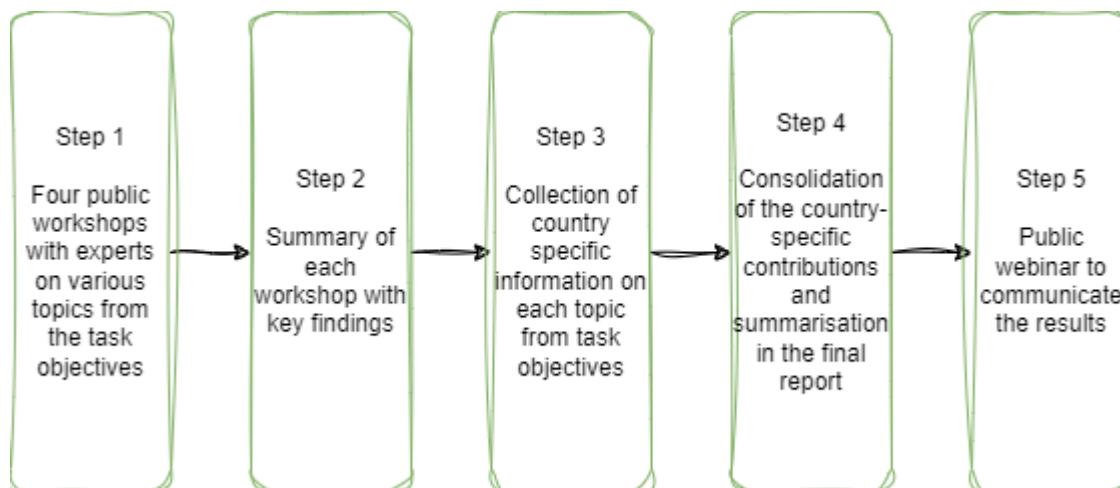 Step 1
Four public
workshops
with experts
on various
topics from
the task
objectives
Step 2
Summary of
each
workshop with
key findings
Step 3
Collection of
country
specific
information on
each topic
from task
objectives
Step 4
Consolidation
of the country-
specific
contributions
and
summarisation
in the final
report
Step 5
Public
webinar to
communicate
the results